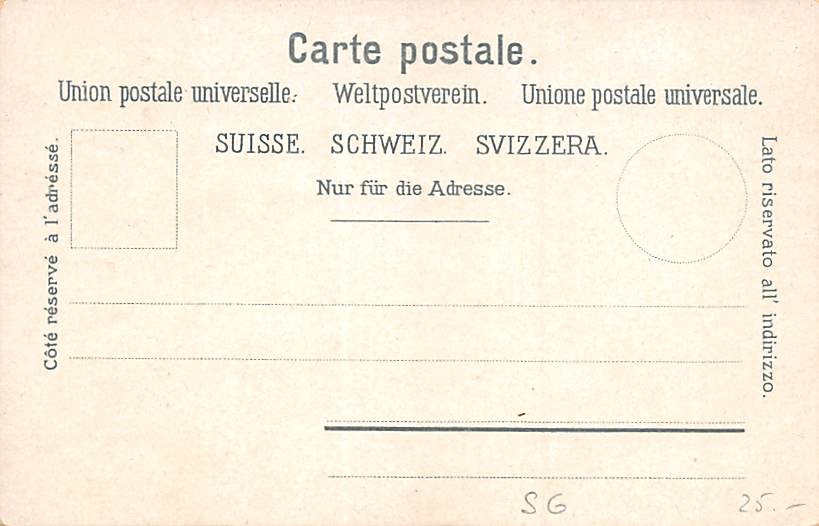 Carte postale.
Union postale universelle. Weltpostverein. Unione postale universale.
SUISSE. SCHWEIZ. SVIZZERA.
Nur für die Adresse.
Côté réservé à l'adréssé.
Lato riservato all' indirizzo.
SG 25.-